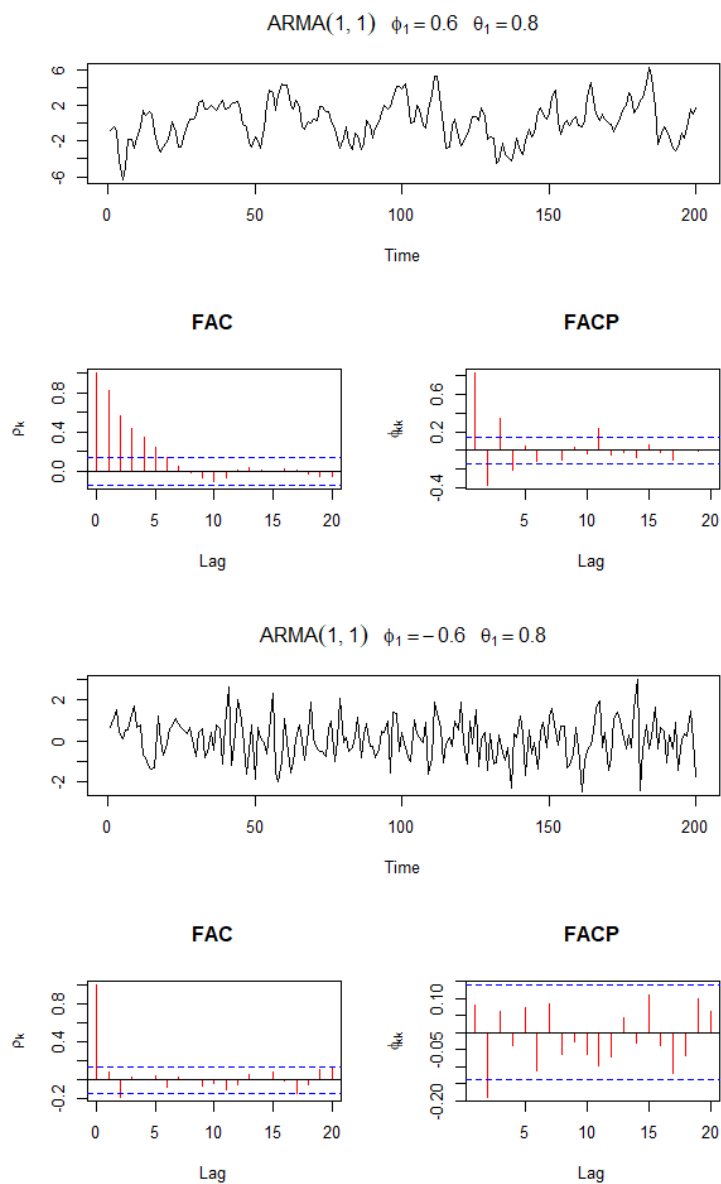 ARMA(1, 1) ϕ1 = 0.6 θ1 = 0.8
6
2
-2
-6
0 50 100 150 200
Time
FAC
ρk
0.8
0.4
0.0
0 5 10 15 20
Lag
FACP
ϕkk
0.6
0.2
-0.4
5 10 15 20
Lag
ARMA(1, 1) ϕ1 = − 0.6 θ1 = 0.8
2
0
-2
0 50 100 150 200
Time
FAC
ρk
0.8
0.4
-0.2
0 5 10 15 20
Lag
FACP
ϕkk
0.10
-0.05
-0.20
5 10 15 20
Lag